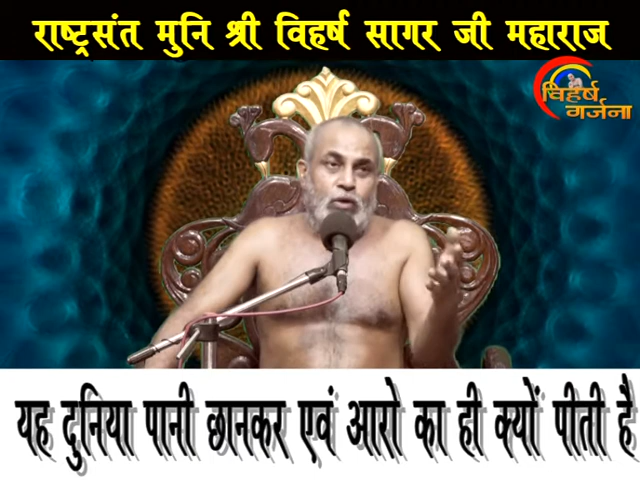 राष्ट्रसंत मुनि श्री विहर्ष सागर जी महाराज
विहर्ष
गर्जना
यह दुनिया पानी छानकर एवं आरो का ही क्यों पीती है